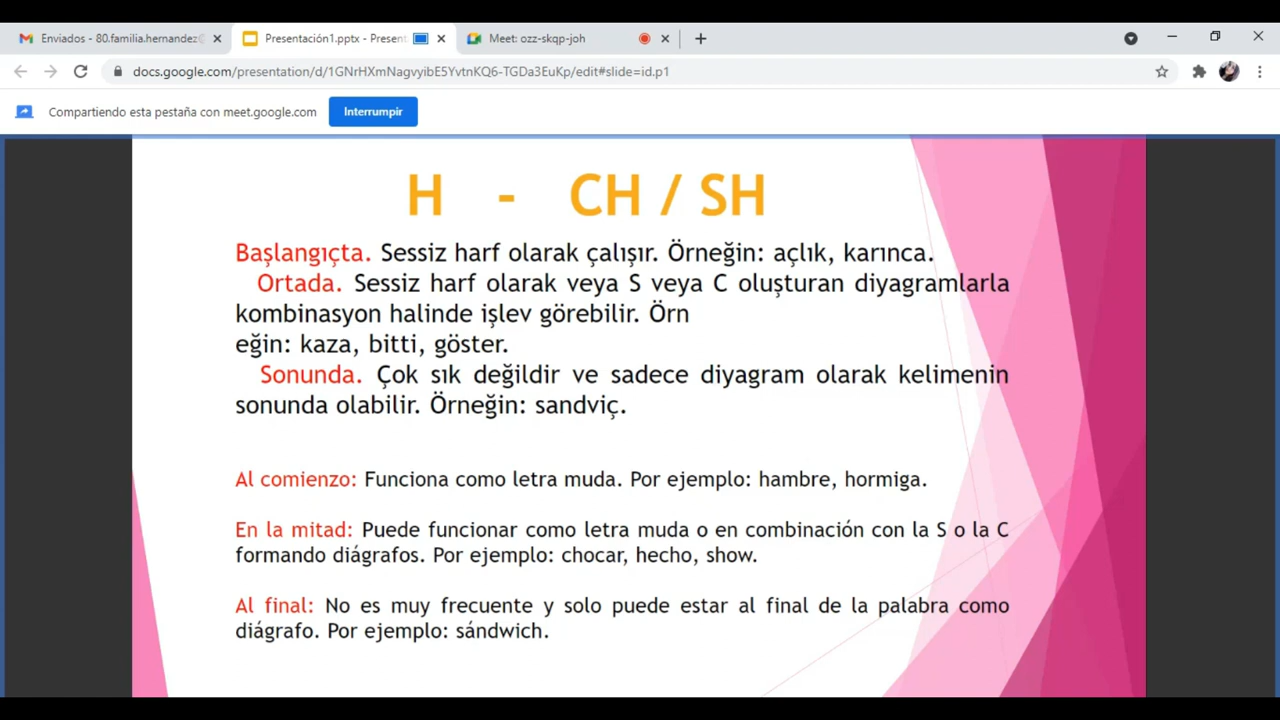 Enviados - 80.familia.hernandez@
Presentación1.pptx - Present
Meet: ozz-skqp-joh
docs.google.com/presentation/d/1GNrHXmNagvyibE5YvtnKQ6-TGDa3EuKp/edit#slide=id.p1
Compartiendo esta pestaña con meet.google.com
Interrumpir
H - CH / SH
Başlangıçta. Sessiz harf olarak çalışır. Örneğin: açlık, karınca.
Ortada. Sessiz harf olarak veya S veya C oluşturan diyagramlarla
kombinasyon halinde işlev görebilir. Örn
eğin: kaza, bitti, göster.
Sonunda. Çok sık değildir ve sadece diyagram olarak kelimenin
sonunda olabilir. Örneğin: sandviç.
Al comienzo: Funciona como letra muda. Por ejemplo: hambre, hormiga.
En la mitad: Puede funcionar como letra muda o en combinación con la S o la C
formando diágrafos. Por ejemplo: chocar, hecho, show.
Al final: No es muy frecuente y solo puede estar al final de la palabra como
diágrafo. Por ejemplo: sándwich.